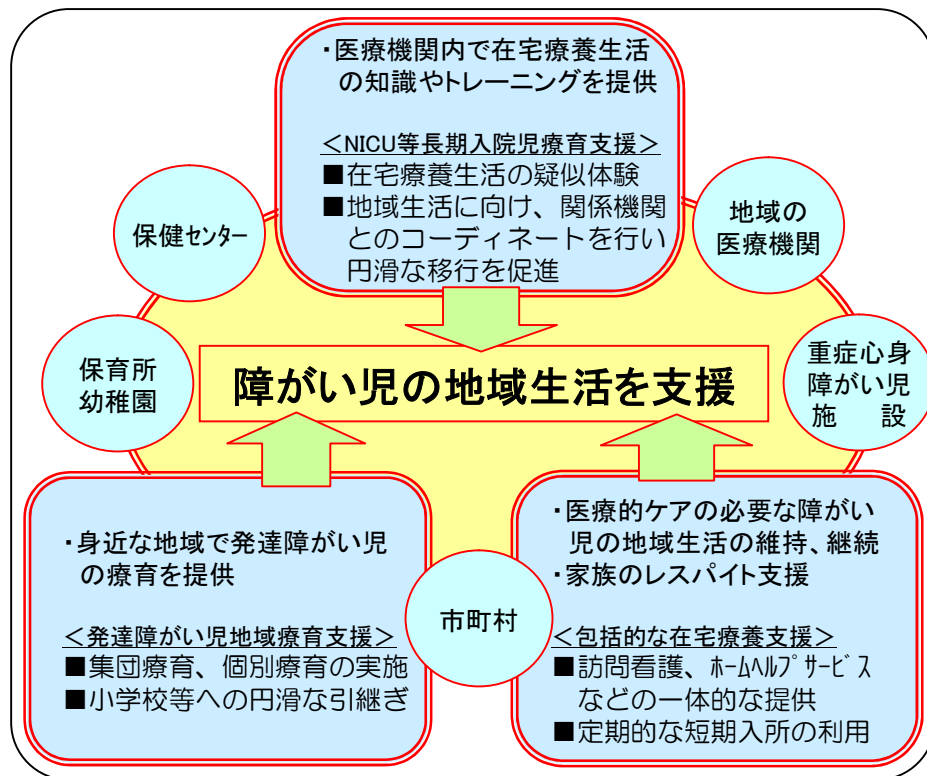 ・医療機関内で在宅療養生活
の知識やトレーニングを提供
<NICU等長期入院児療育支援>
■在宅療養生活の疑似体験
■地域生活に向け、関係機関
とのコーディネートを行い
円滑な移行を促進
保健センター
地域の
医療機関
保育所
幼稚園
障がい児の地域生活を支援
重症心身
障がい児
施　設
・身近な地域で発達障がい児
の療育を提供
<発達障がい児地域療育支援>
■集団療育、個別療育の実施
■小学校等への円滑な引継ぎ
市町村
・医療的ケアの必要な障がい
児の地域生活の維持、継続
・家族のレスパイト支援
<包括的な在宅療養支援>
■訪問看護、ﾎｰﾑﾍﾙﾌﾟｻｰﾋﾞｽ
などの一体的な提供
■定期的な短期入所の利用